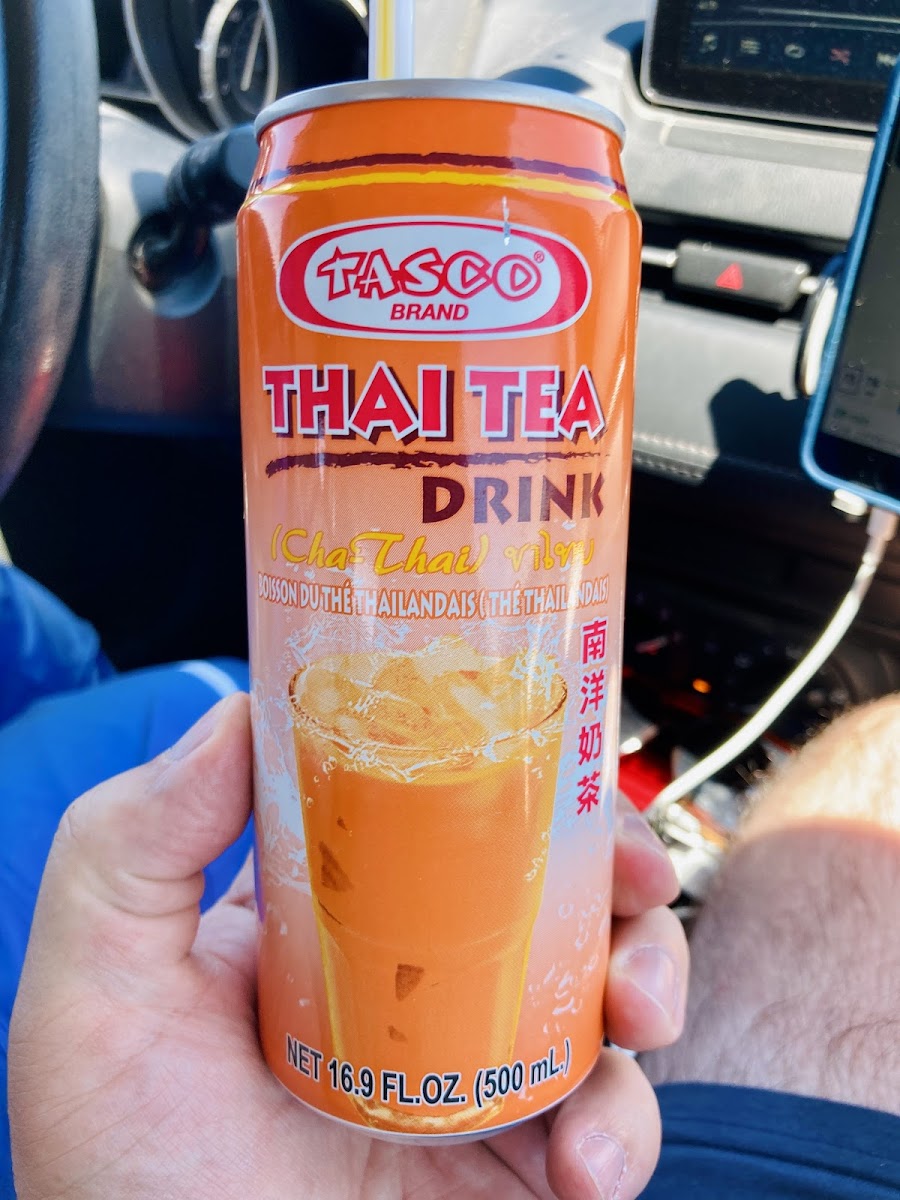 TASCO®
BRAND
THAI TEA
DRINK
(Cha-Thai) ชาไทย
BOISSON DU THÉ THAILANDAIS ( THÉ THAILANDAIS)
南洋奶茶
NET 16.9 FL.OZ. (500 mL.)